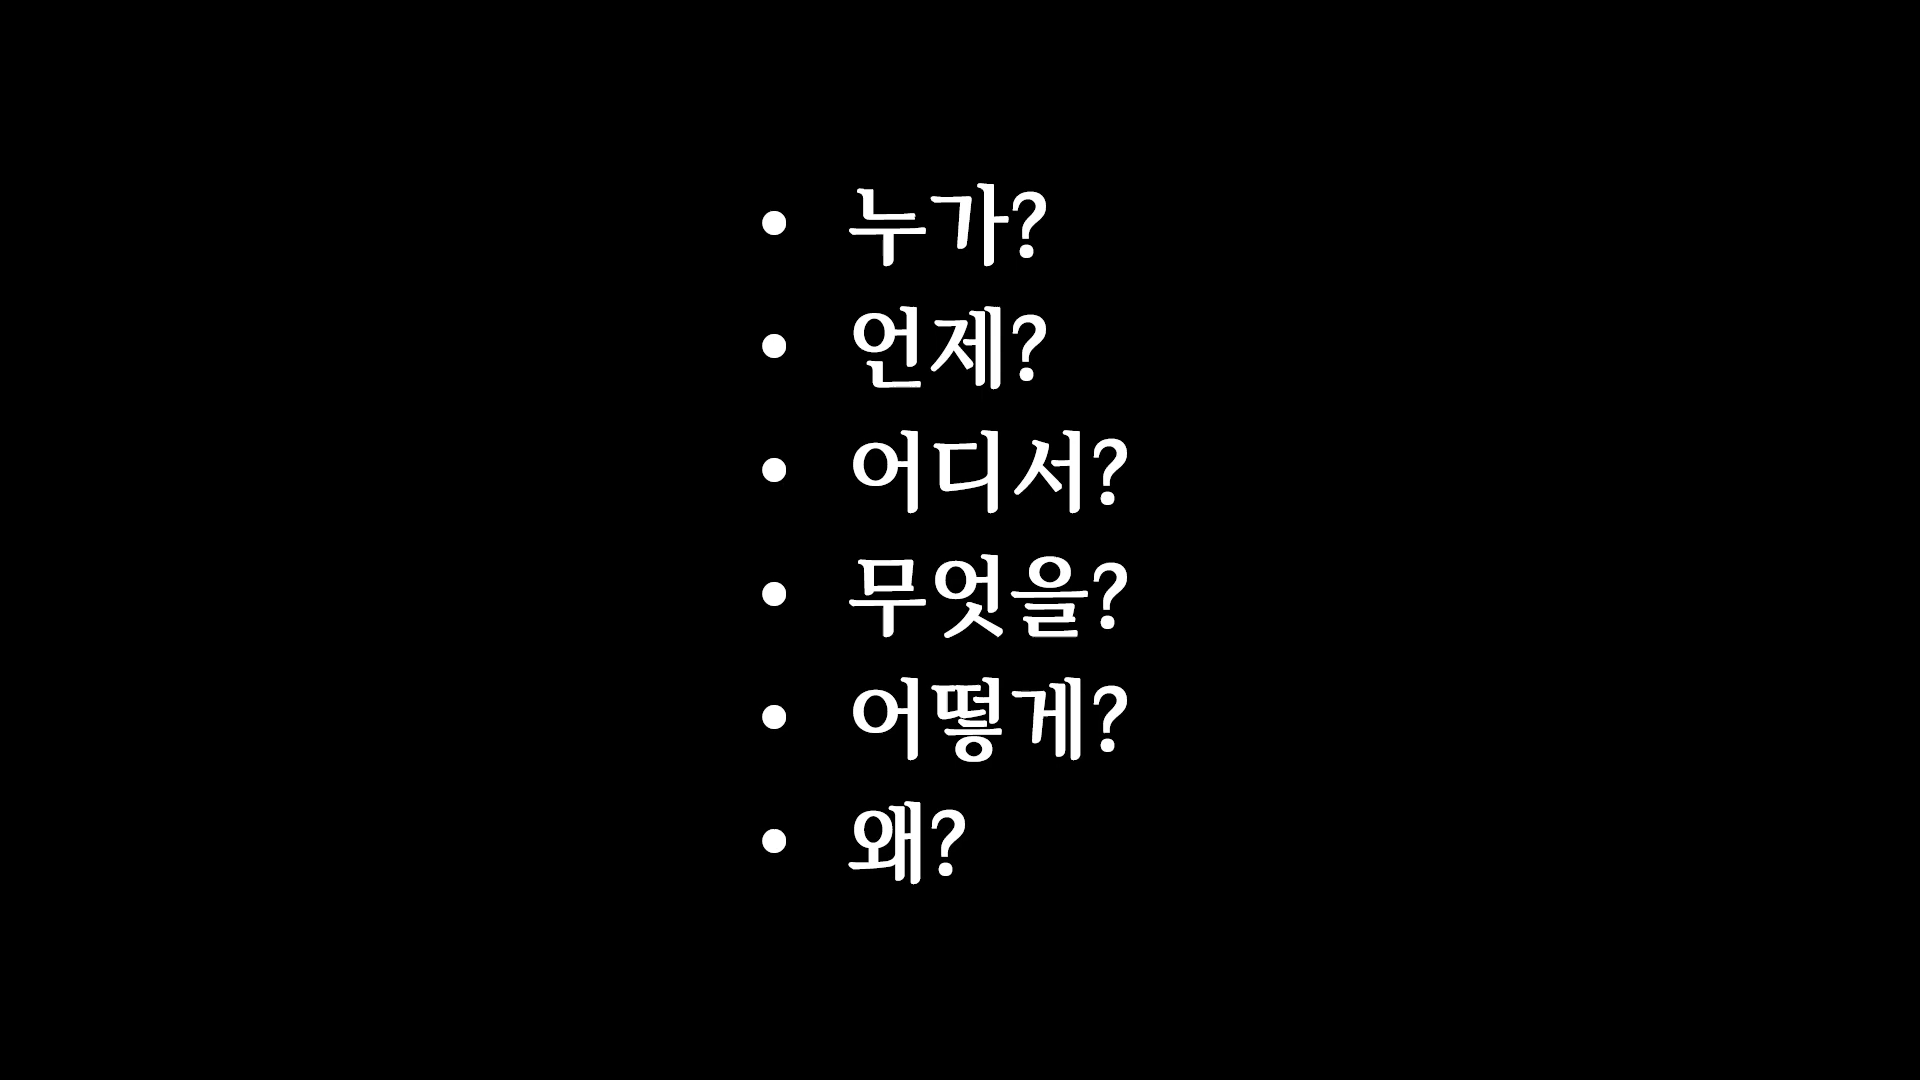 • 누가?
• 언제?
• 어디서?
• 무엇을?
• 어떻게?
• 왜?